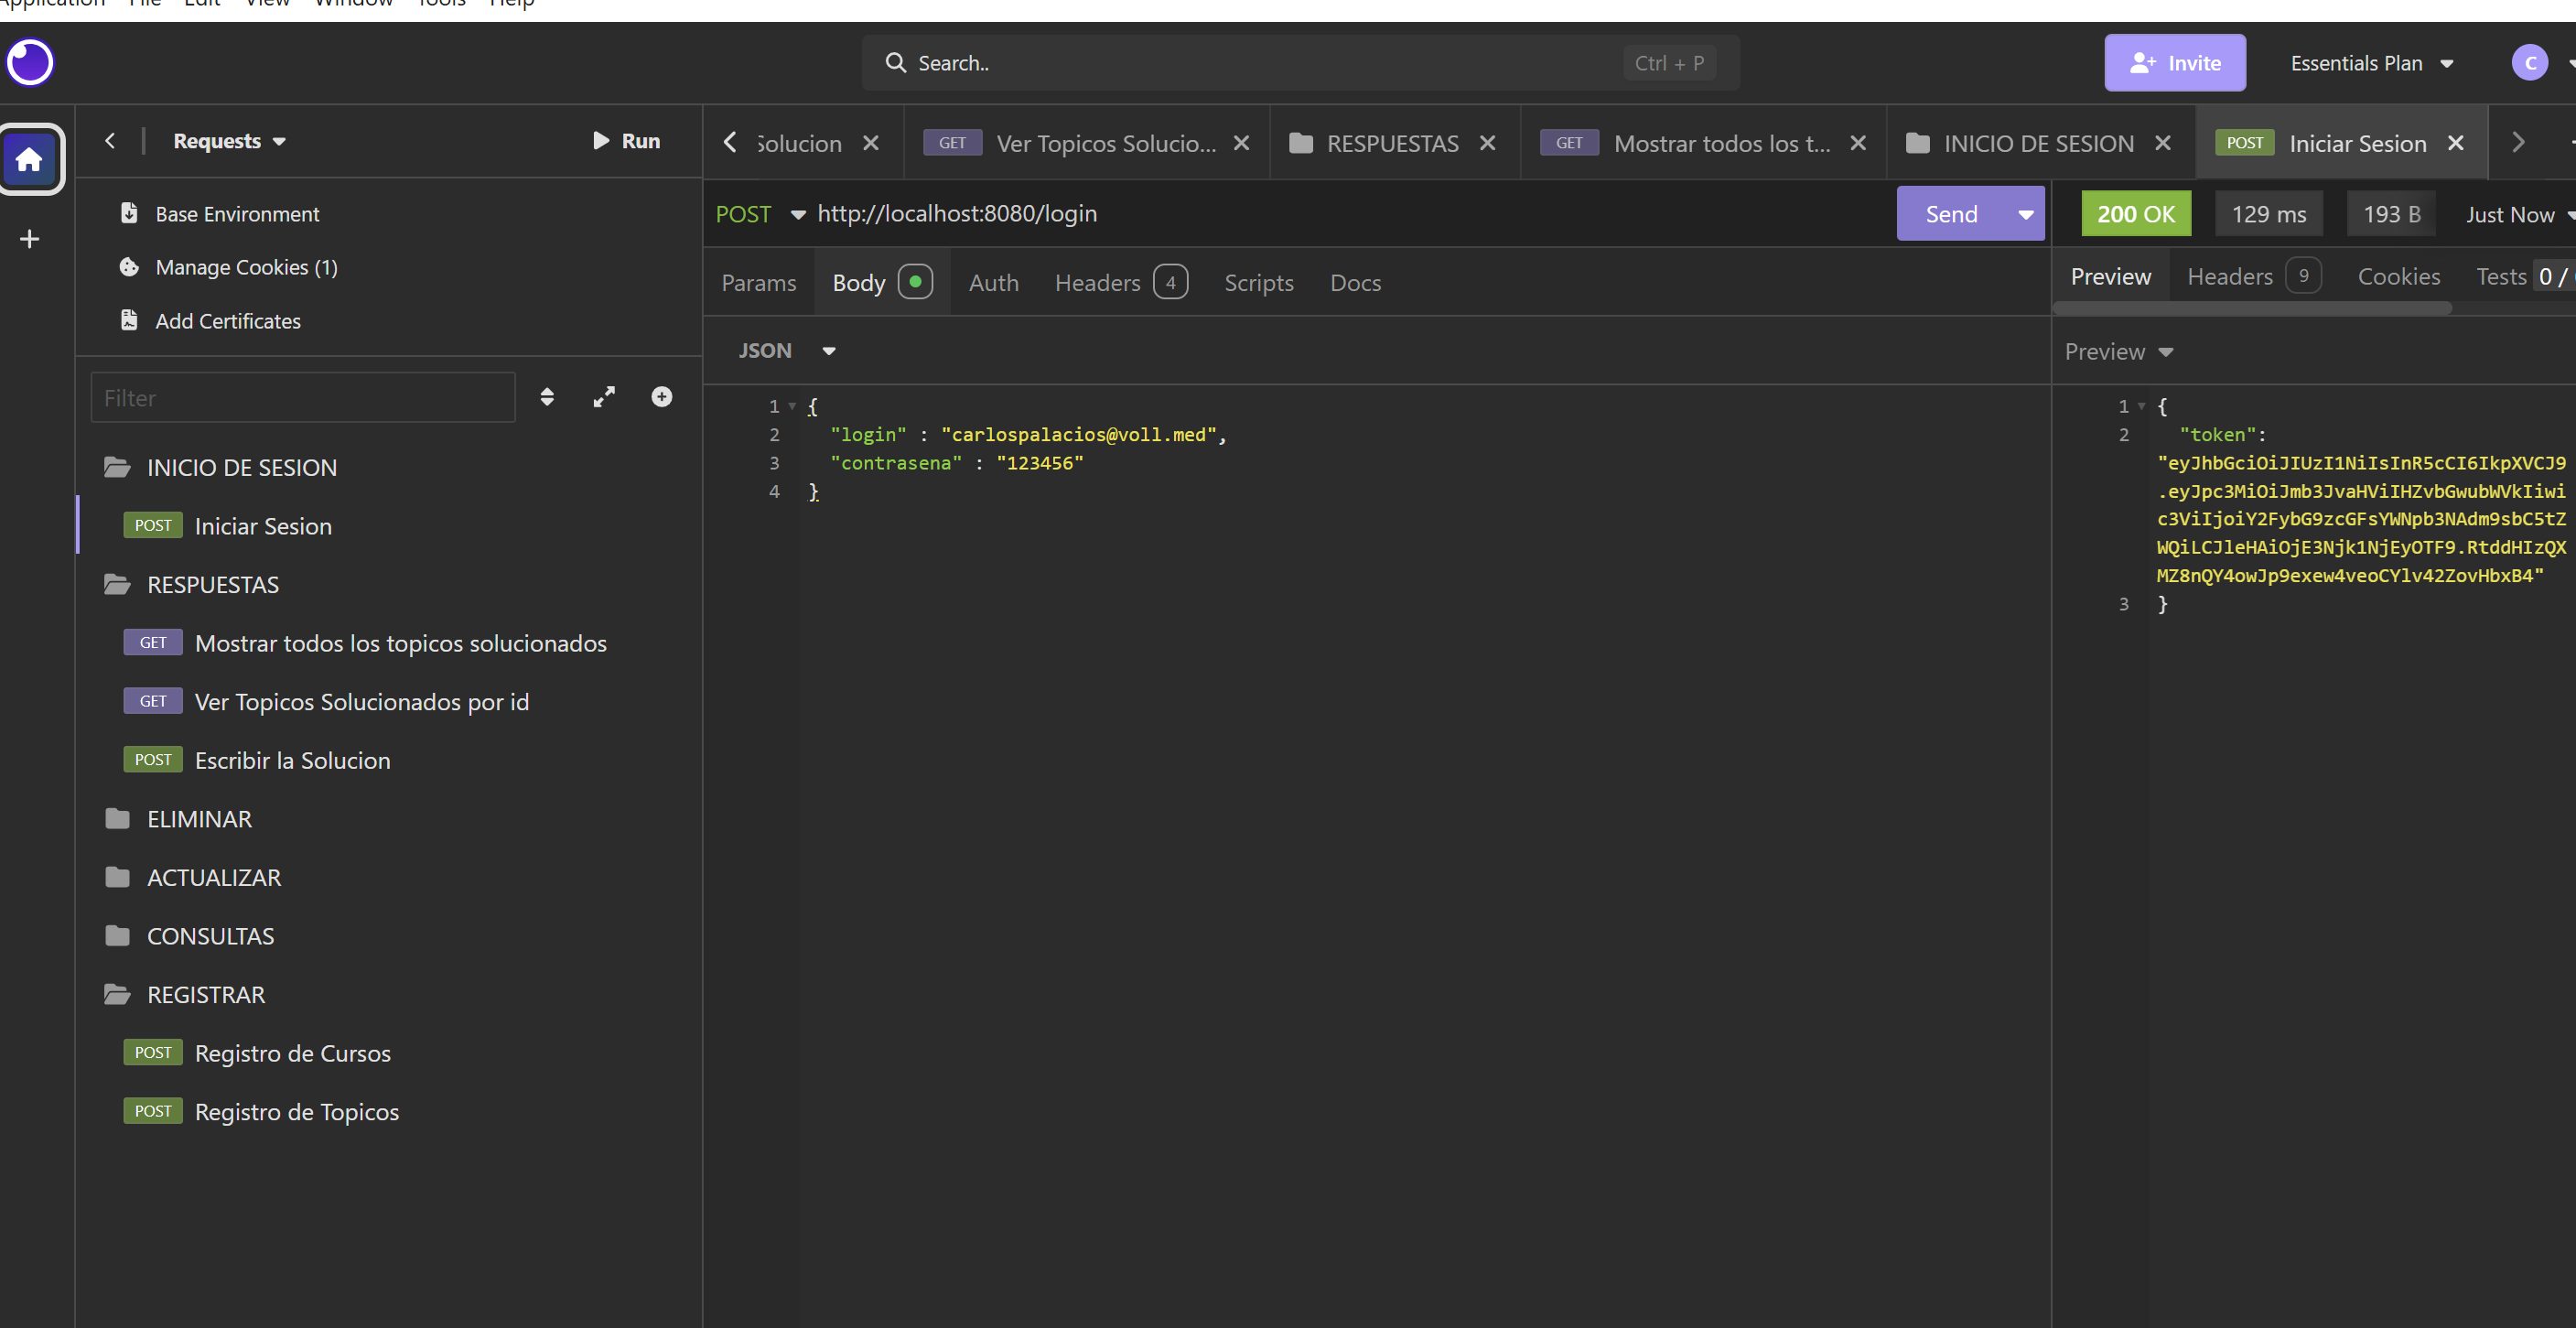 Application File Edit View Window Tools Help
Search.. Ctrl + P
Invite
Essentials Plan
C
Requests
Run
Solucion
GET Ver Topicos Solucio...
RESPUESTAS
GET Mostrar todos los t...
INICIO DE SESION
POST Iniciar Sesion
Base Environment
Manage Cookies (1)
Add Certificates
Filter
INICIO DE SESION
POST Iniciar Sesion
RESPUESTAS
GET Mostrar todos los topicos solucionados
GET Ver Topicos Solucionados por id
POST Escribir la Solucion
ELIMINAR
ACTUALIZAR
CONSULTAS
REGISTRAR
POST Registro de Cursos
POST Registro de Topicos
POST http://localhost:8080/login
Send
Params Body Auth Headers 4 Scripts Docs
JSON
1 {
2 "login" : "carlospalacios@voll.med",
3 "contrasena" : "123456"
4 }
200 OK 129 ms 193 B Just Now
Preview Headers 9 Cookies Tests 0 /
Preview
1 {
2 "token":
"eyJhbGciOiJIUzI1NiIsInR5cCI6IkpXVCJ9
.eyJpc3MiOiJmb3JvaHViIHZvbGwubWVkIiwi
c3ViIjoiY2FybG9zcGFsYWNpb3NAdm9sbC5tZ
WQiLCJleHAiOjE3Njk1NjEyOTF9.RtddHIzQX
MZ8nQY4owJp9exew4veoCYlv42ZovHbxB4"
3 }